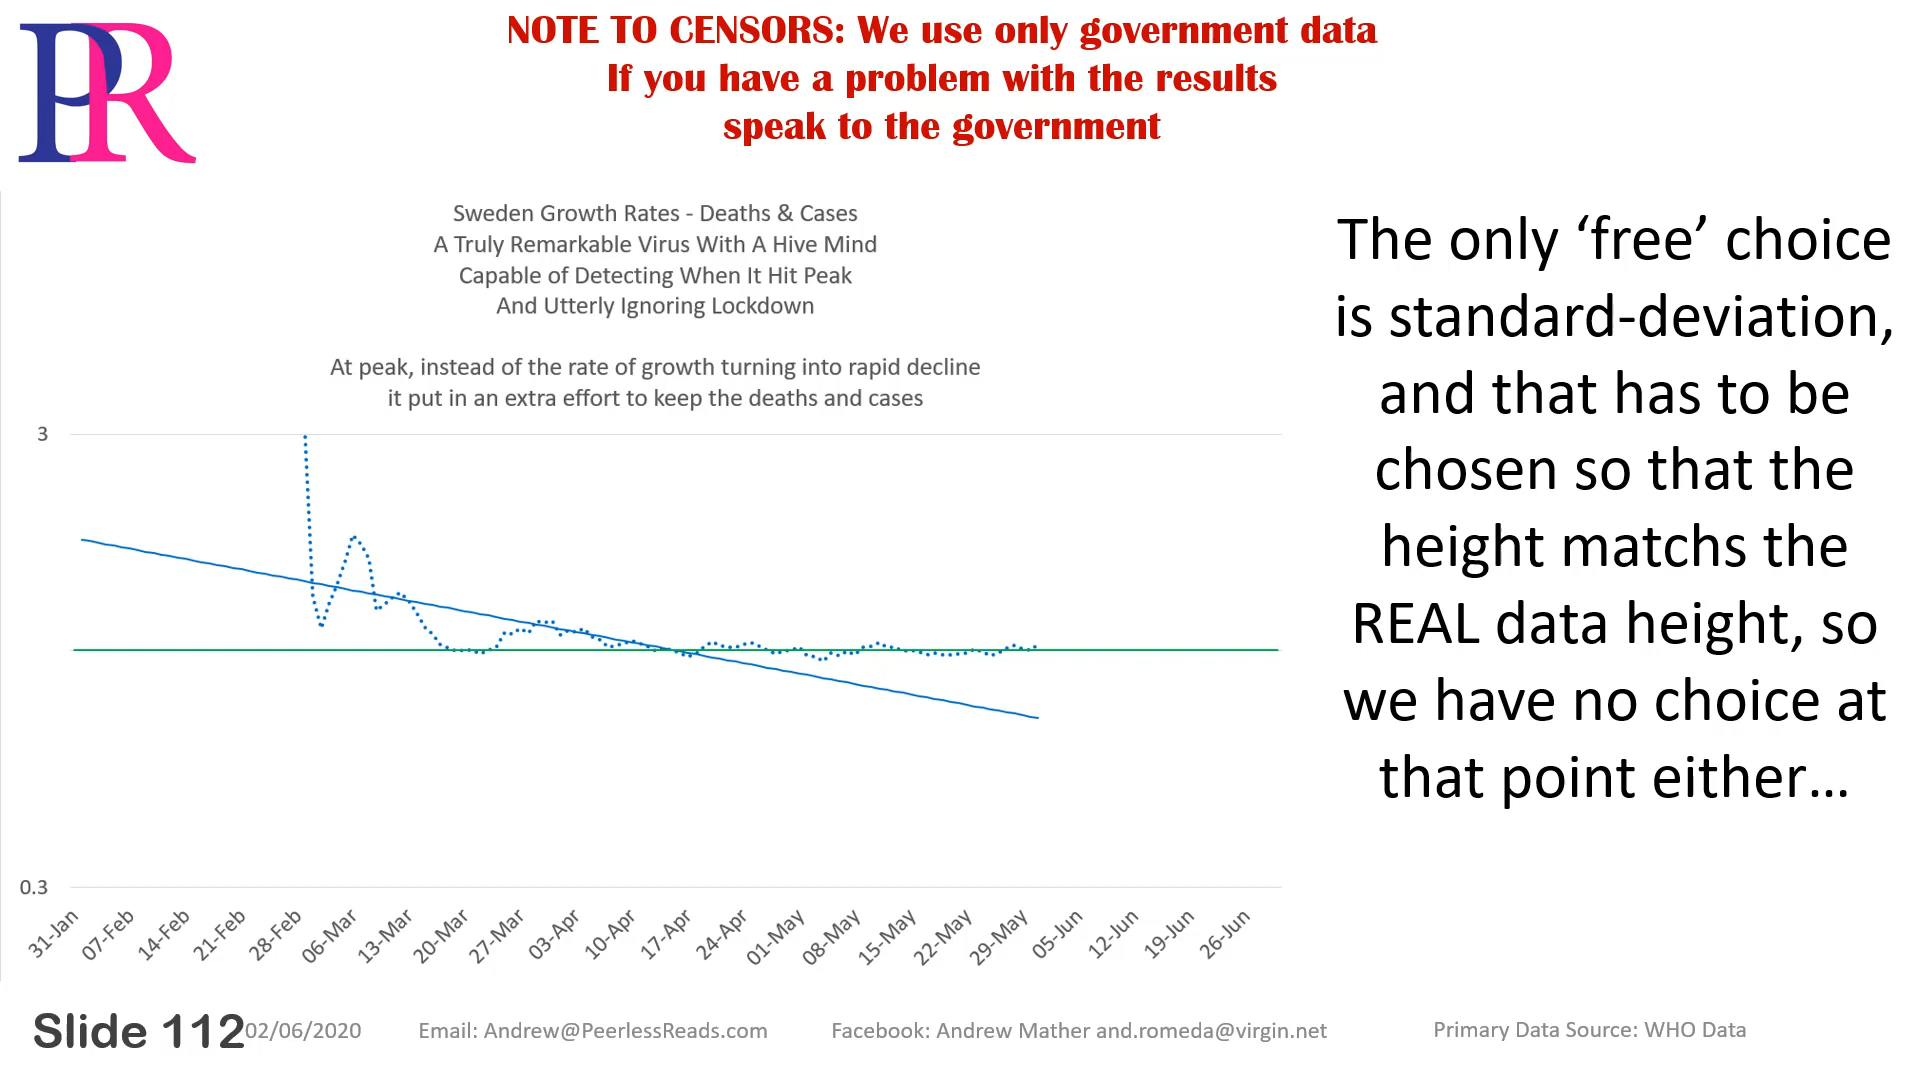 PR
NOTE TO CENSORS: We use only government data
If you have a problem with the results
speak to the government
Sweden Growth Rates - Deaths & Cases
A Truly Remarkable Virus With A Hive Mind
Capable of Detecting When It Hit Peak
And Utterly Ignoring Lockdown
At peak, instead of the rate of growth turning into rapid decline
it put in an extra effort to keep the deaths and cases
3
0.3
31-Jan
07-Feb
14-Feb
21-Feb
28-Feb
06-Mar
13-Mar
20-Mar
27-Mar
03-Apr
10-Apr
17-Apr
24-Apr
01-May
08-May
15-May
22-May
29-May
05-Jun
12-Jun
19-Jun
26-Jun
The only ‘free’ choice
is standard-deviation,
and that has to be
chosen so that the
height matchs the
REAL data height, so
we have no choice at
that point either…
Slide 112 02/06/2020 Email: Andrew@PeerlessReads.com Facebook: Andrew Mather and.romeda@virgin.net Primary Data Source: WHO Data